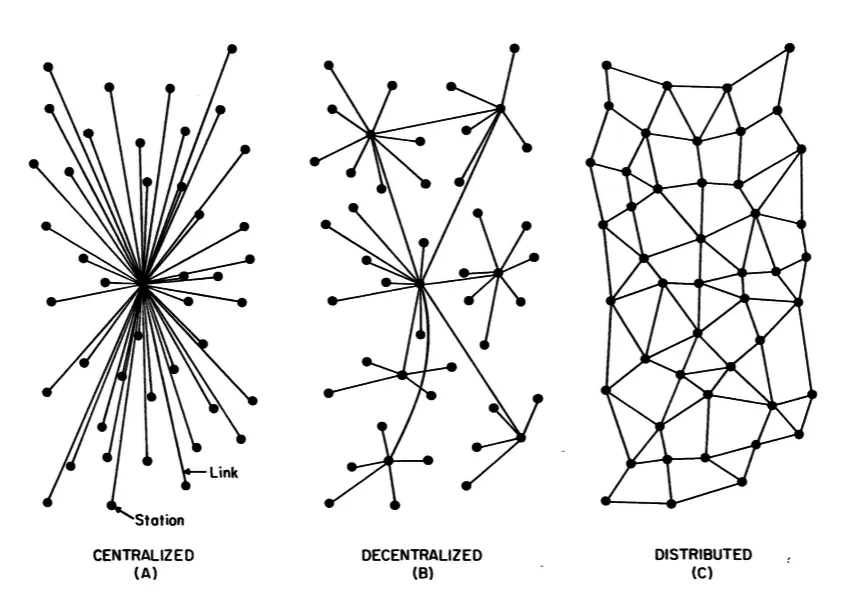 Link
Station
CENTRALIZED
(A)
DECENTRALIZED
(B)
DISTRIBUTED
(C)